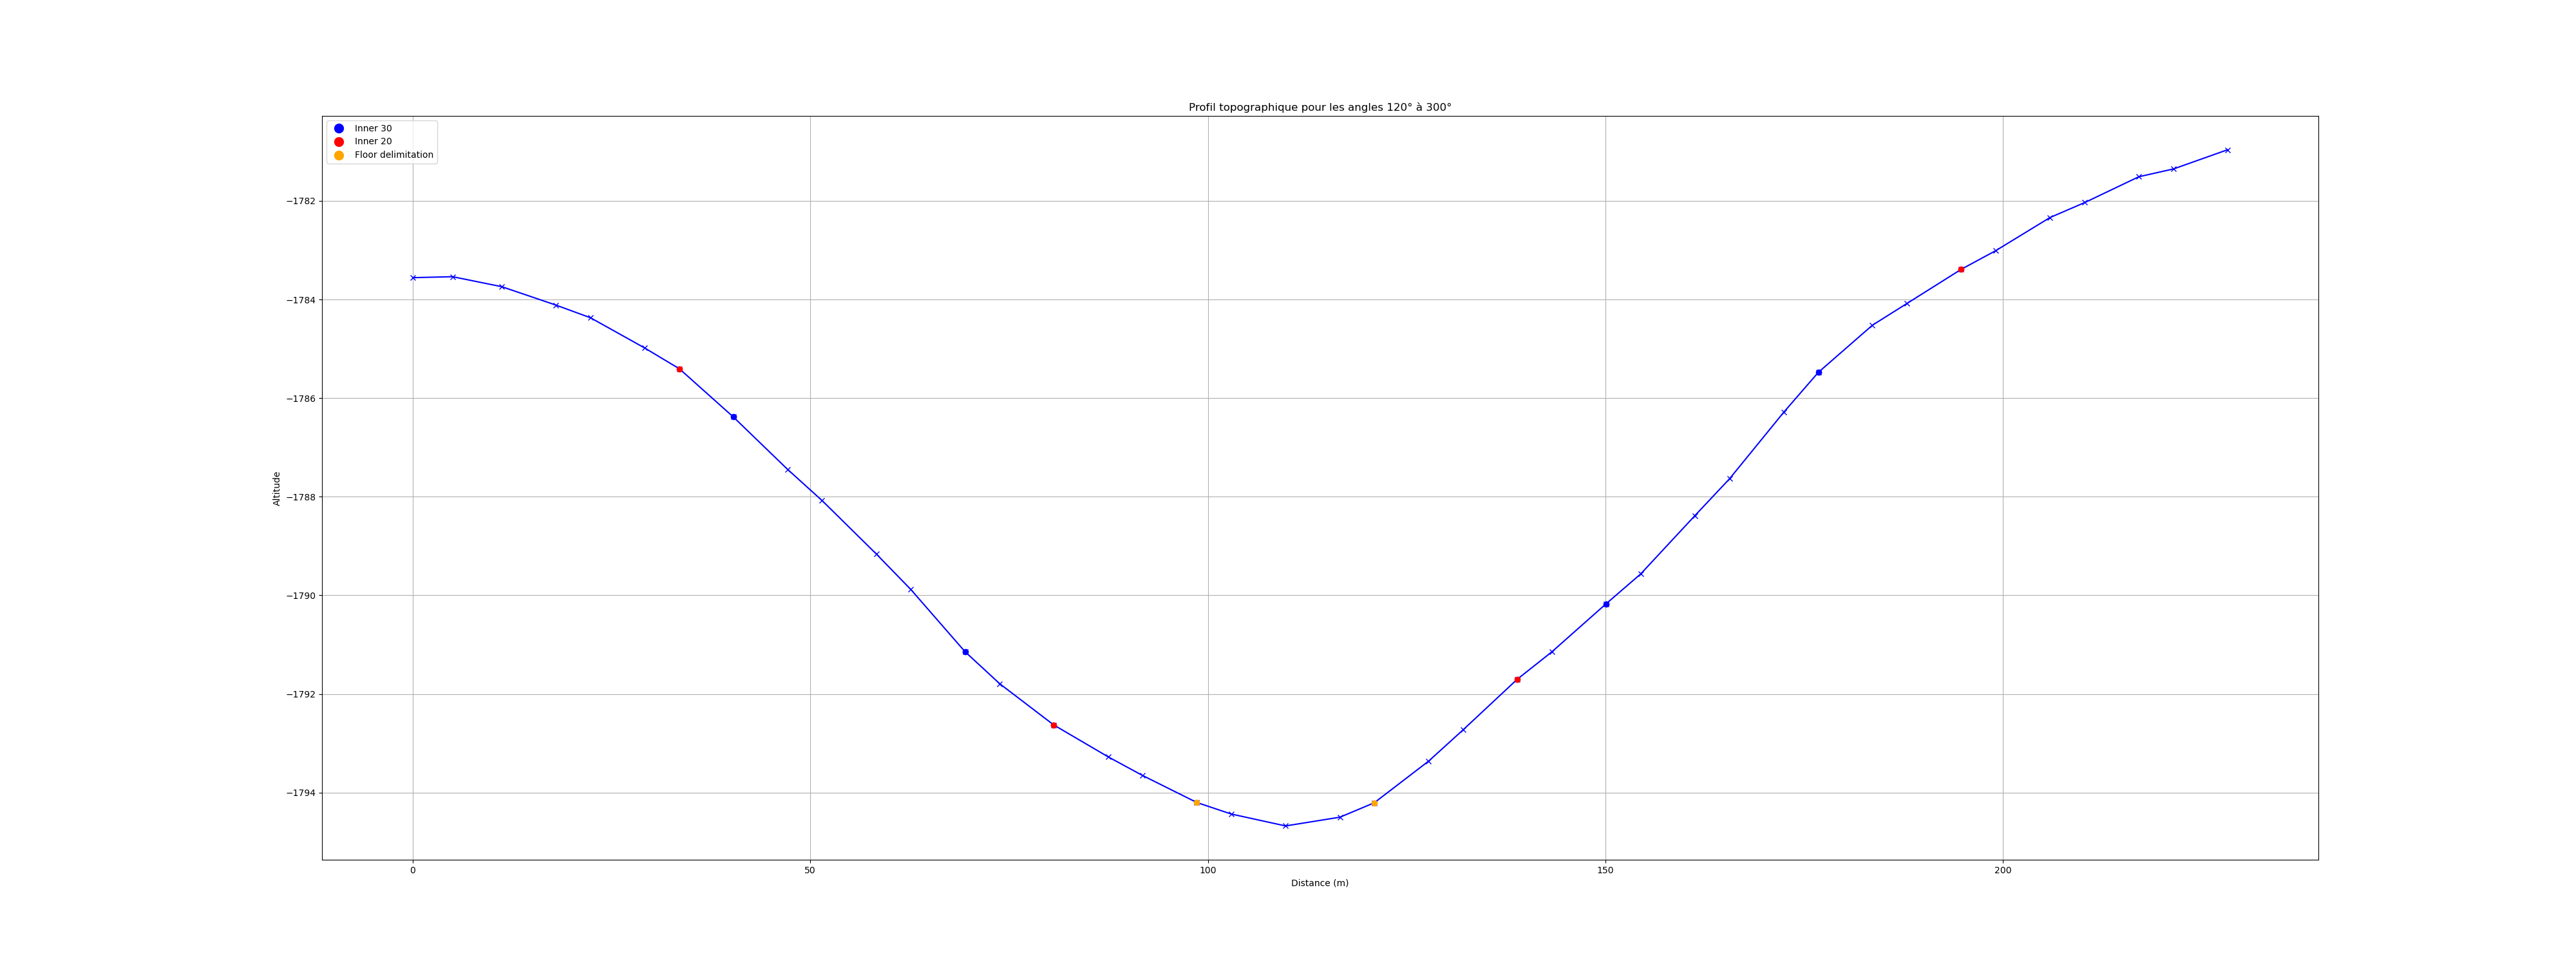 Profil topographique pour les angles 120° à 300°
Inner 30
Inner 20
Floor delimitation
Altitude
−1782
−1784
−1786
−1788
−1790
−1792
−1794
0 50 100 150 200
Distance (m)